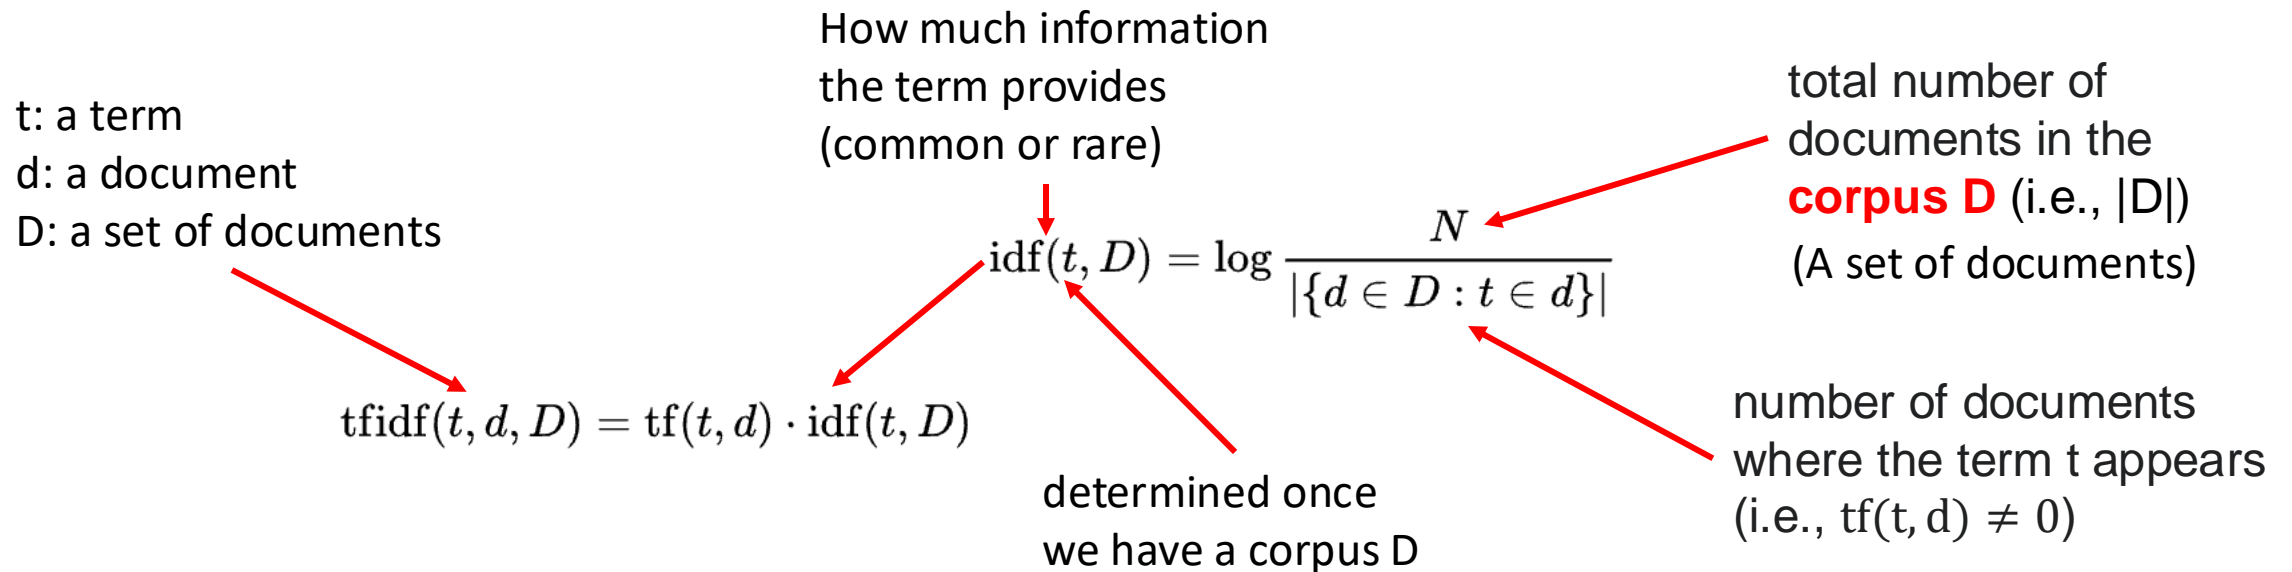 How much information
the term provides
(common or rare)
t: a term
d: a document
D: a set of documents
total number of
documents in the
corpus D (i.e., |D|)
(A set of documents)
idf(t, D) = log N / |{d ∈ D : t ∈ d}|
tfidf(t, d, D) = tf(t, d) · idf(t, D)
number of documents
where the term t appears
(i.e., tf(t, d) ≠ 0)
determined once
we have a corpus D